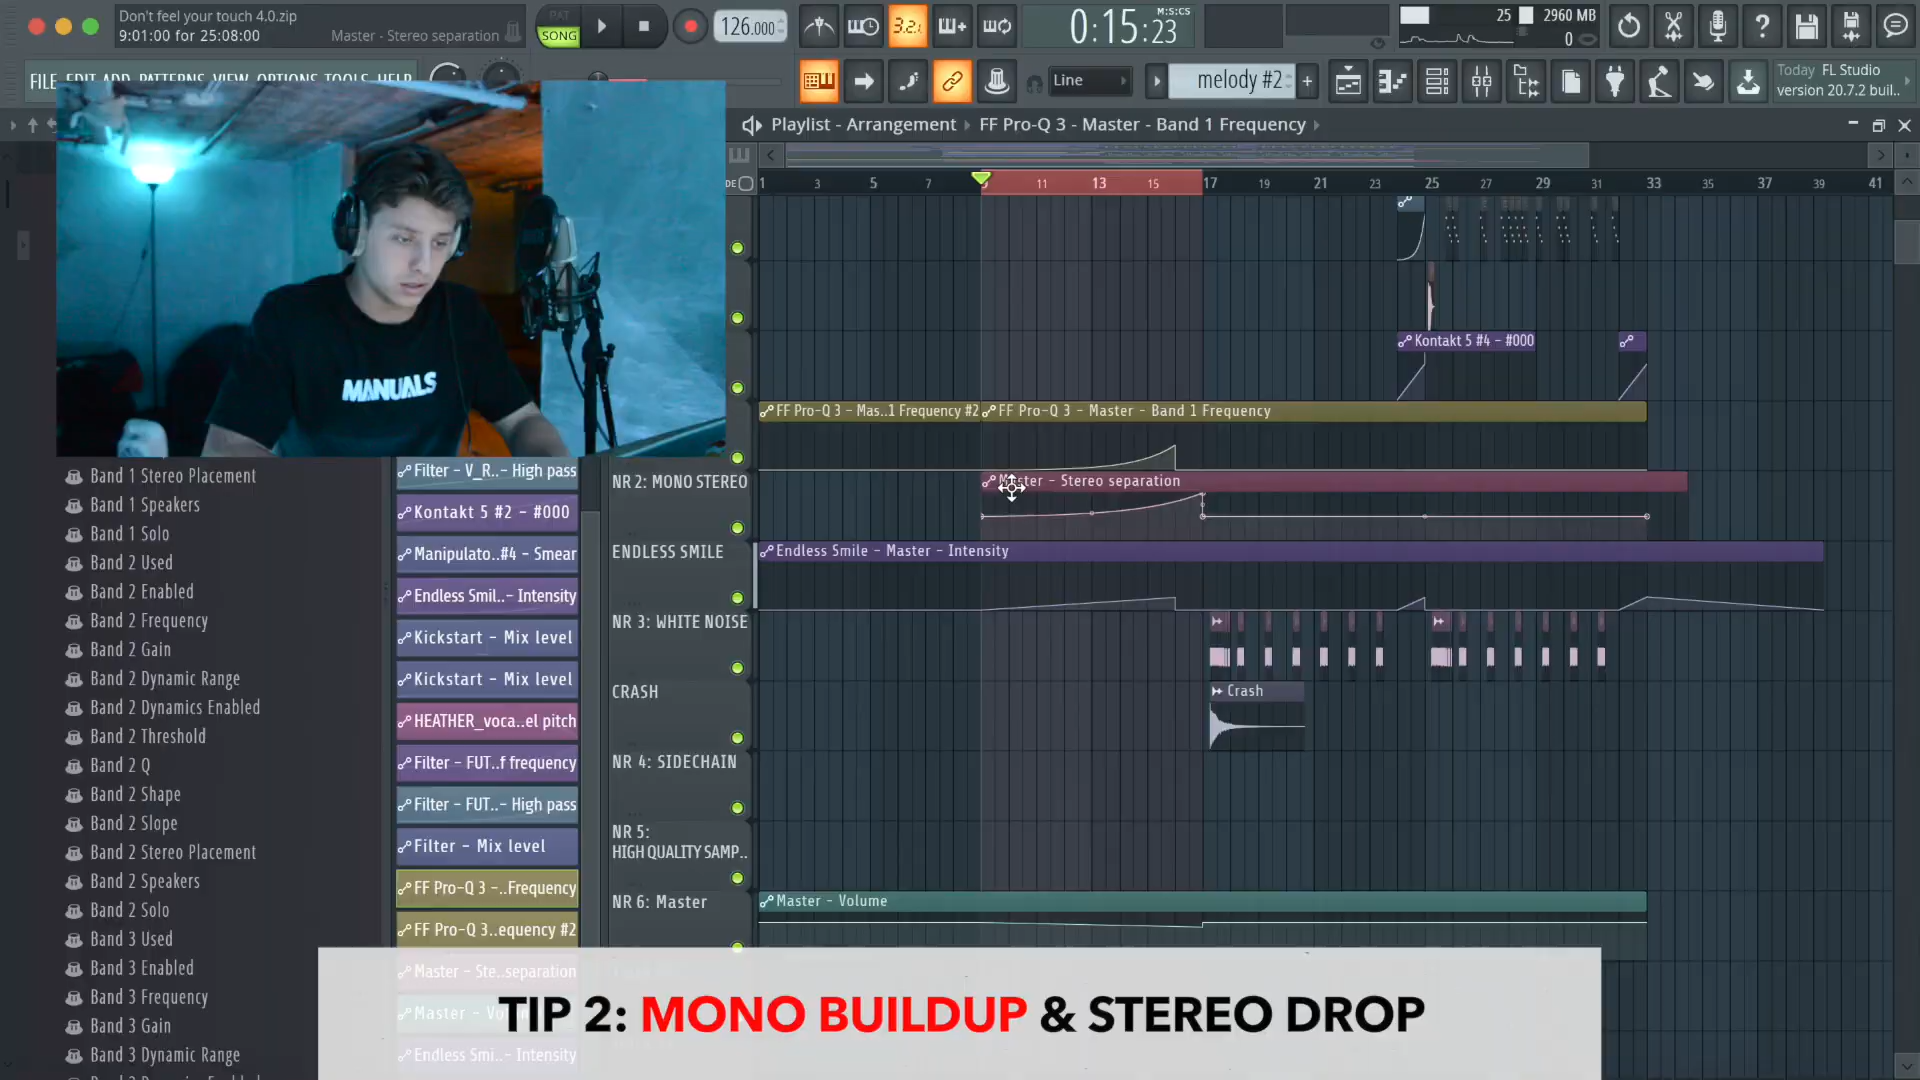 Don't feel your touch 4.0.zip
9:01:00 for 25:08:00
Master - Stereo separation
PAT
SONG
126.000
3.2.
M:S:CS
0:15:23
25
2960 MB
0
FILE EDIT ADD PATTERNS VIEW OPTIONS TOOLS HELP
Line
melody #2
Today FL Studio
version 20.7.2 buil..
Playlist - Arrangement
FF Pro-Q 3 - Master - Band 1 Frequency
1 3 5 7 9 11 13 15 17 19 21 23 25 27 29 31 33 35 37 39 41
MANUALS
Kontakt 5 #4 - #000
FF Pro-Q 3 - Mas..1 Frequency #2
FF Pro-Q 3 - Master - Band 1 Frequency
NR 2: MONO STEREO
Master - Stereo separation
ENDLESS SMILE
Endless Smile - Master - Intensity
NR 3: WHITE NOISE
CRASH
Crash
NR 4: SIDECHAIN
NR 5:
HIGH QUALITY SAMP..
NR 6: Master
Master - Volume
Band 1 Stereo Placement
Band 1 Speakers
Band 1 Solo
Band 2 Used
Band 2 Enabled
Band 2 Frequency
Band 2 Gain
Band 2 Dynamic Range
Band 2 Dynamics Enabled
Band 2 Threshold
Band 2 Q
Band 2 Shape
Band 2 Slope
Band 2 Stereo Placement
Band 2 Speakers
Band 2 Solo
Band 3 Used
Band 3 Enabled
Band 3 Frequency
Band 3 Gain
Band 3 Dynamic Range
Filter - V_R..- High pass
Kontakt 5 #2 - #000
Manipulato..#4 - Smear
Endless Smil..- Intensity
Kickstart - Mix level
Kickstart - Mix level
HEATHER_voca..el pitch
Filter - FUT..f frequency
Filter - FUT..- High pass
Filter - Mix level
FF Pro-Q 3 -..Frequency
FF Pro-Q 3..equency #2
Master - Ste..separation
Endless Smi..- Intensity
TIP 2: MONO BUILDUP & STEREO DROP